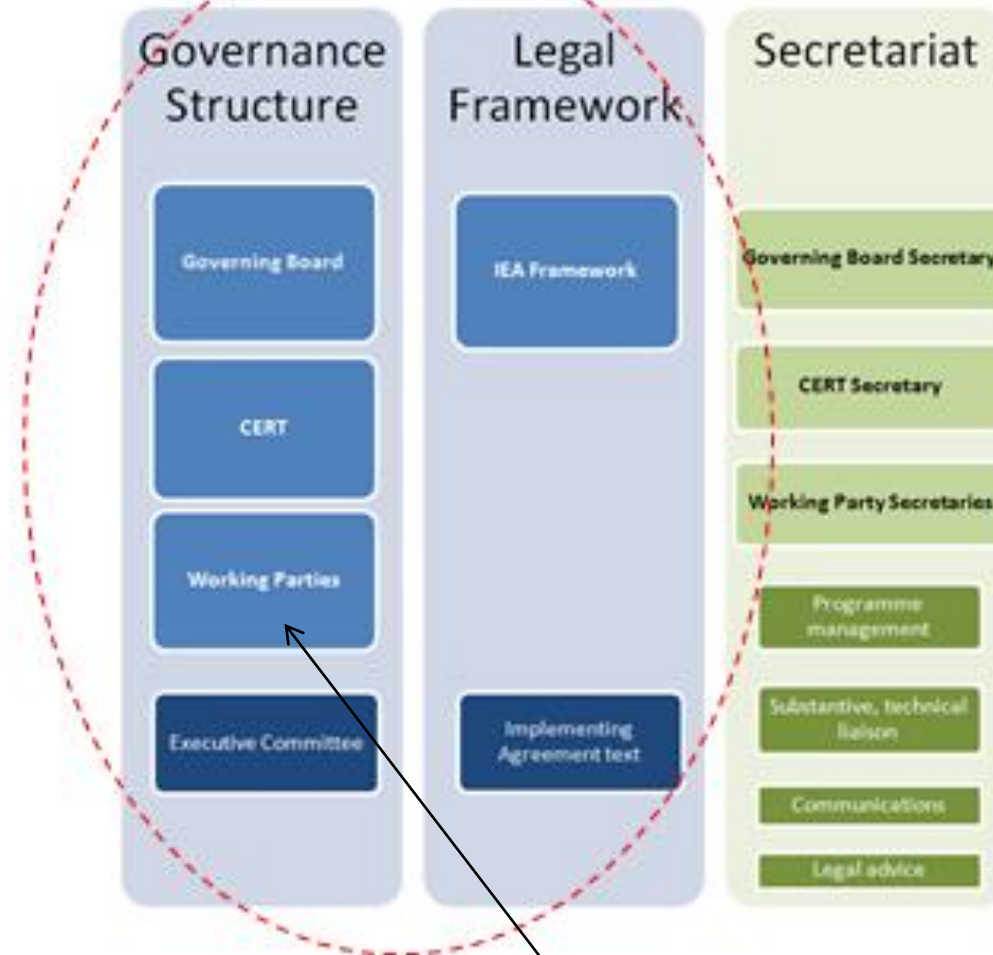 Governance
Structure
Governing Board
CERT
Working Parties
Executive Committee
Legal
Framework
IEA Framework
Implementing
Agreement text
Secretariat
Governing Board Secretary
CERT Secretary
Working Party Secretaries
Programme
management
Substantive, technical
liaison
Communications
Legal advice